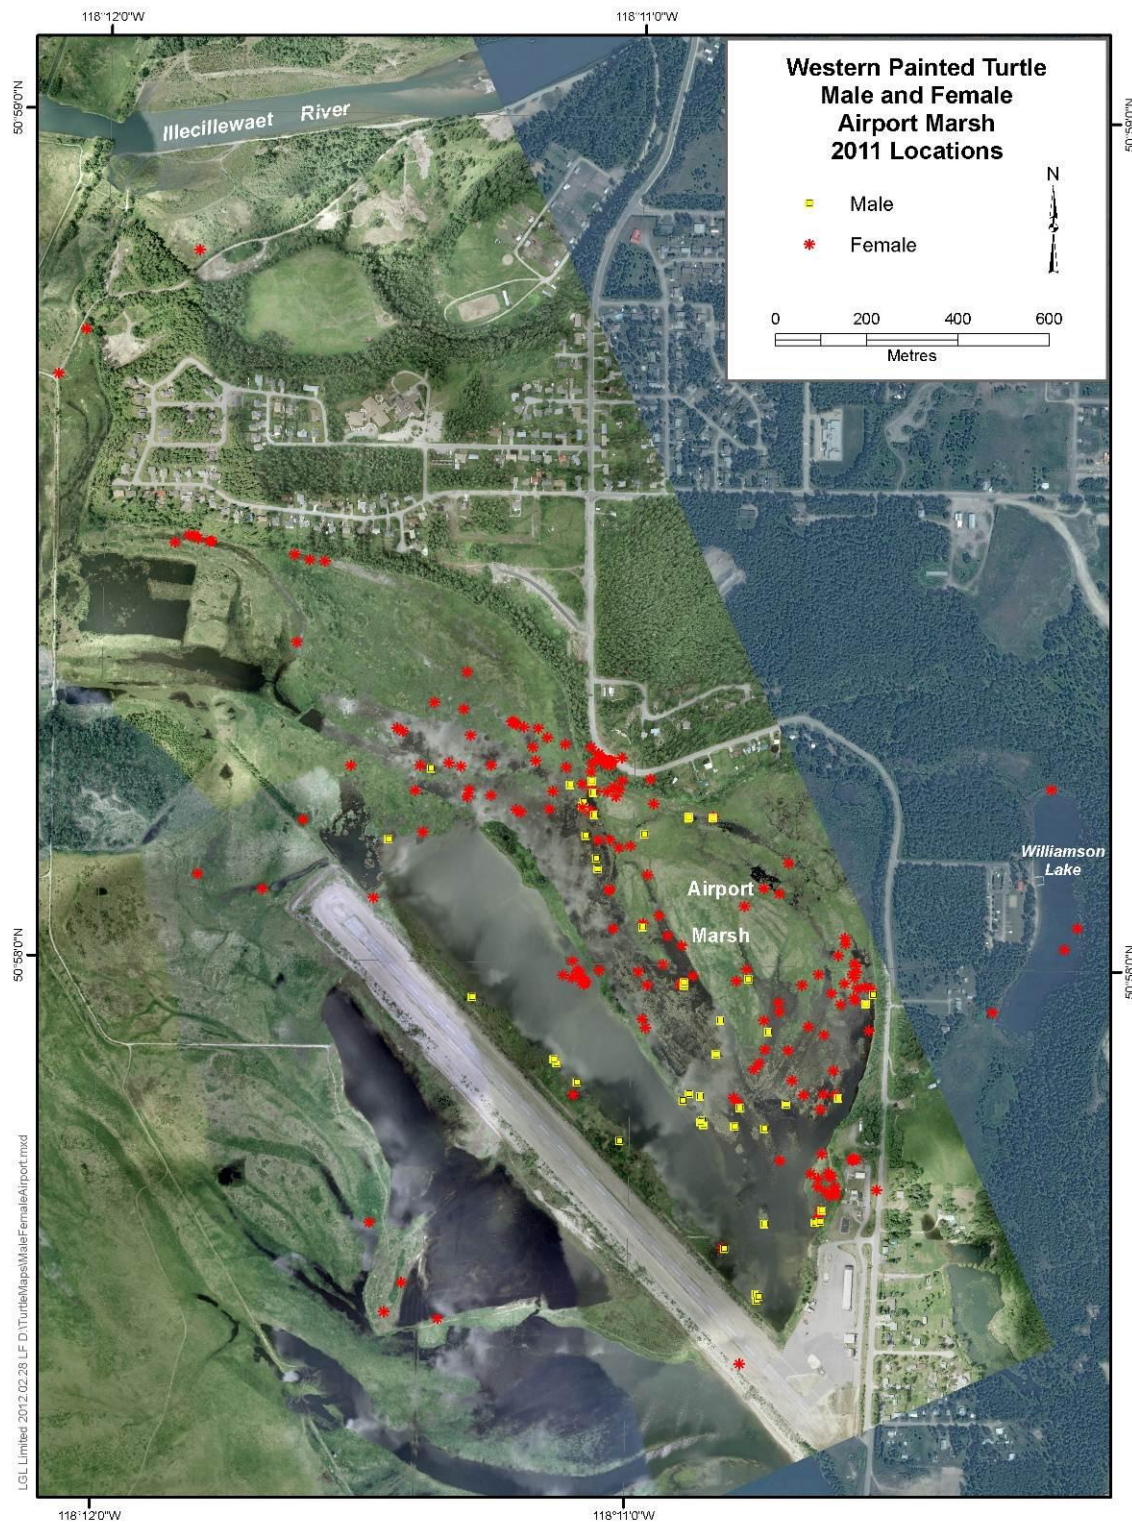 118°12'0"W
118°11'0"W
50°59'0"N
50°59'0"N
Western Painted Turtle
Male and Female
Airport Marsh
2011 Locations
N
Male
Female
0 200 400 600
Metres
Illecillewaet River
Williamson
Lake
Airport
Marsh
50°58'0"N
50°58'0"N
LGL Limited 2012.02.28 LF D:\TurtleMaps\MaleFemaleAirport.mxd
118°12'0"W
118°11'0"W